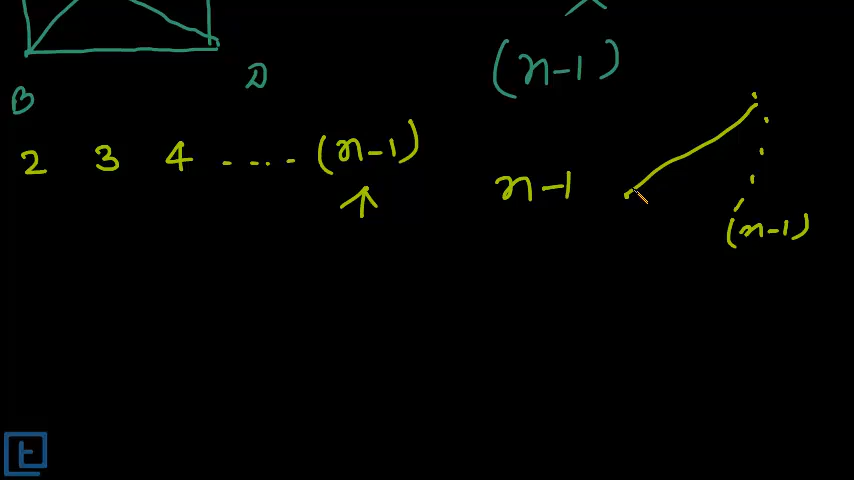 (n-1)
B D
2 3 4 ..... (n-1)
n-1
(n-1)
t